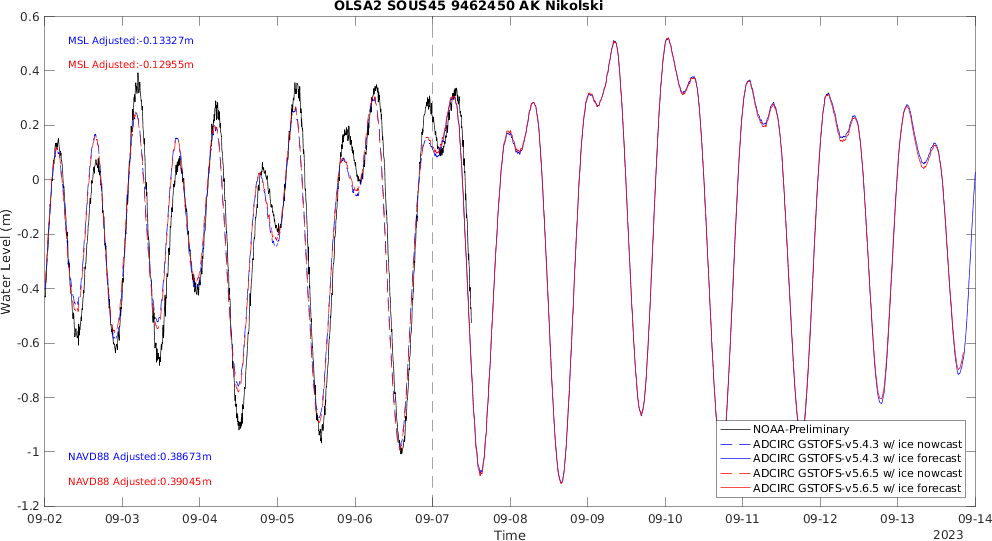 OLSA2 SOUS45 9462450 AK Nikolski
MSL Adjusted:-0.13327m
MSL Adjusted:-0.12955m
NAVD88 Adjusted:0.38673m
NAVD88 Adjusted:0.39045m
Water Level (m)
0.6
0.4
0.2
0
-0.2
-0.4
-0.6
-0.8
-1
-1.2
NOAA-Preliminary
ADCIRC GSTOFS-v5.4.3 w/ ice nowcast
ADCIRC GSTOFS-v5.4.3 w/ ice forecast
ADCIRC GSTOFS-v5.6.5 w/ ice nowcast
ADCIRC GSTOFS-v5.6.5 w/ ice forecast
09-02 09-03 09-04 09-05 09-06 09-07 09-08 09-09 09-10 09-11 09-12 09-13 09-14
Time
2023